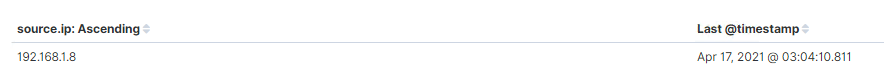 source.ip: Ascending Last @timestamp
192.168.1.8 Apr 17, 2021 @ 03:04:10.811